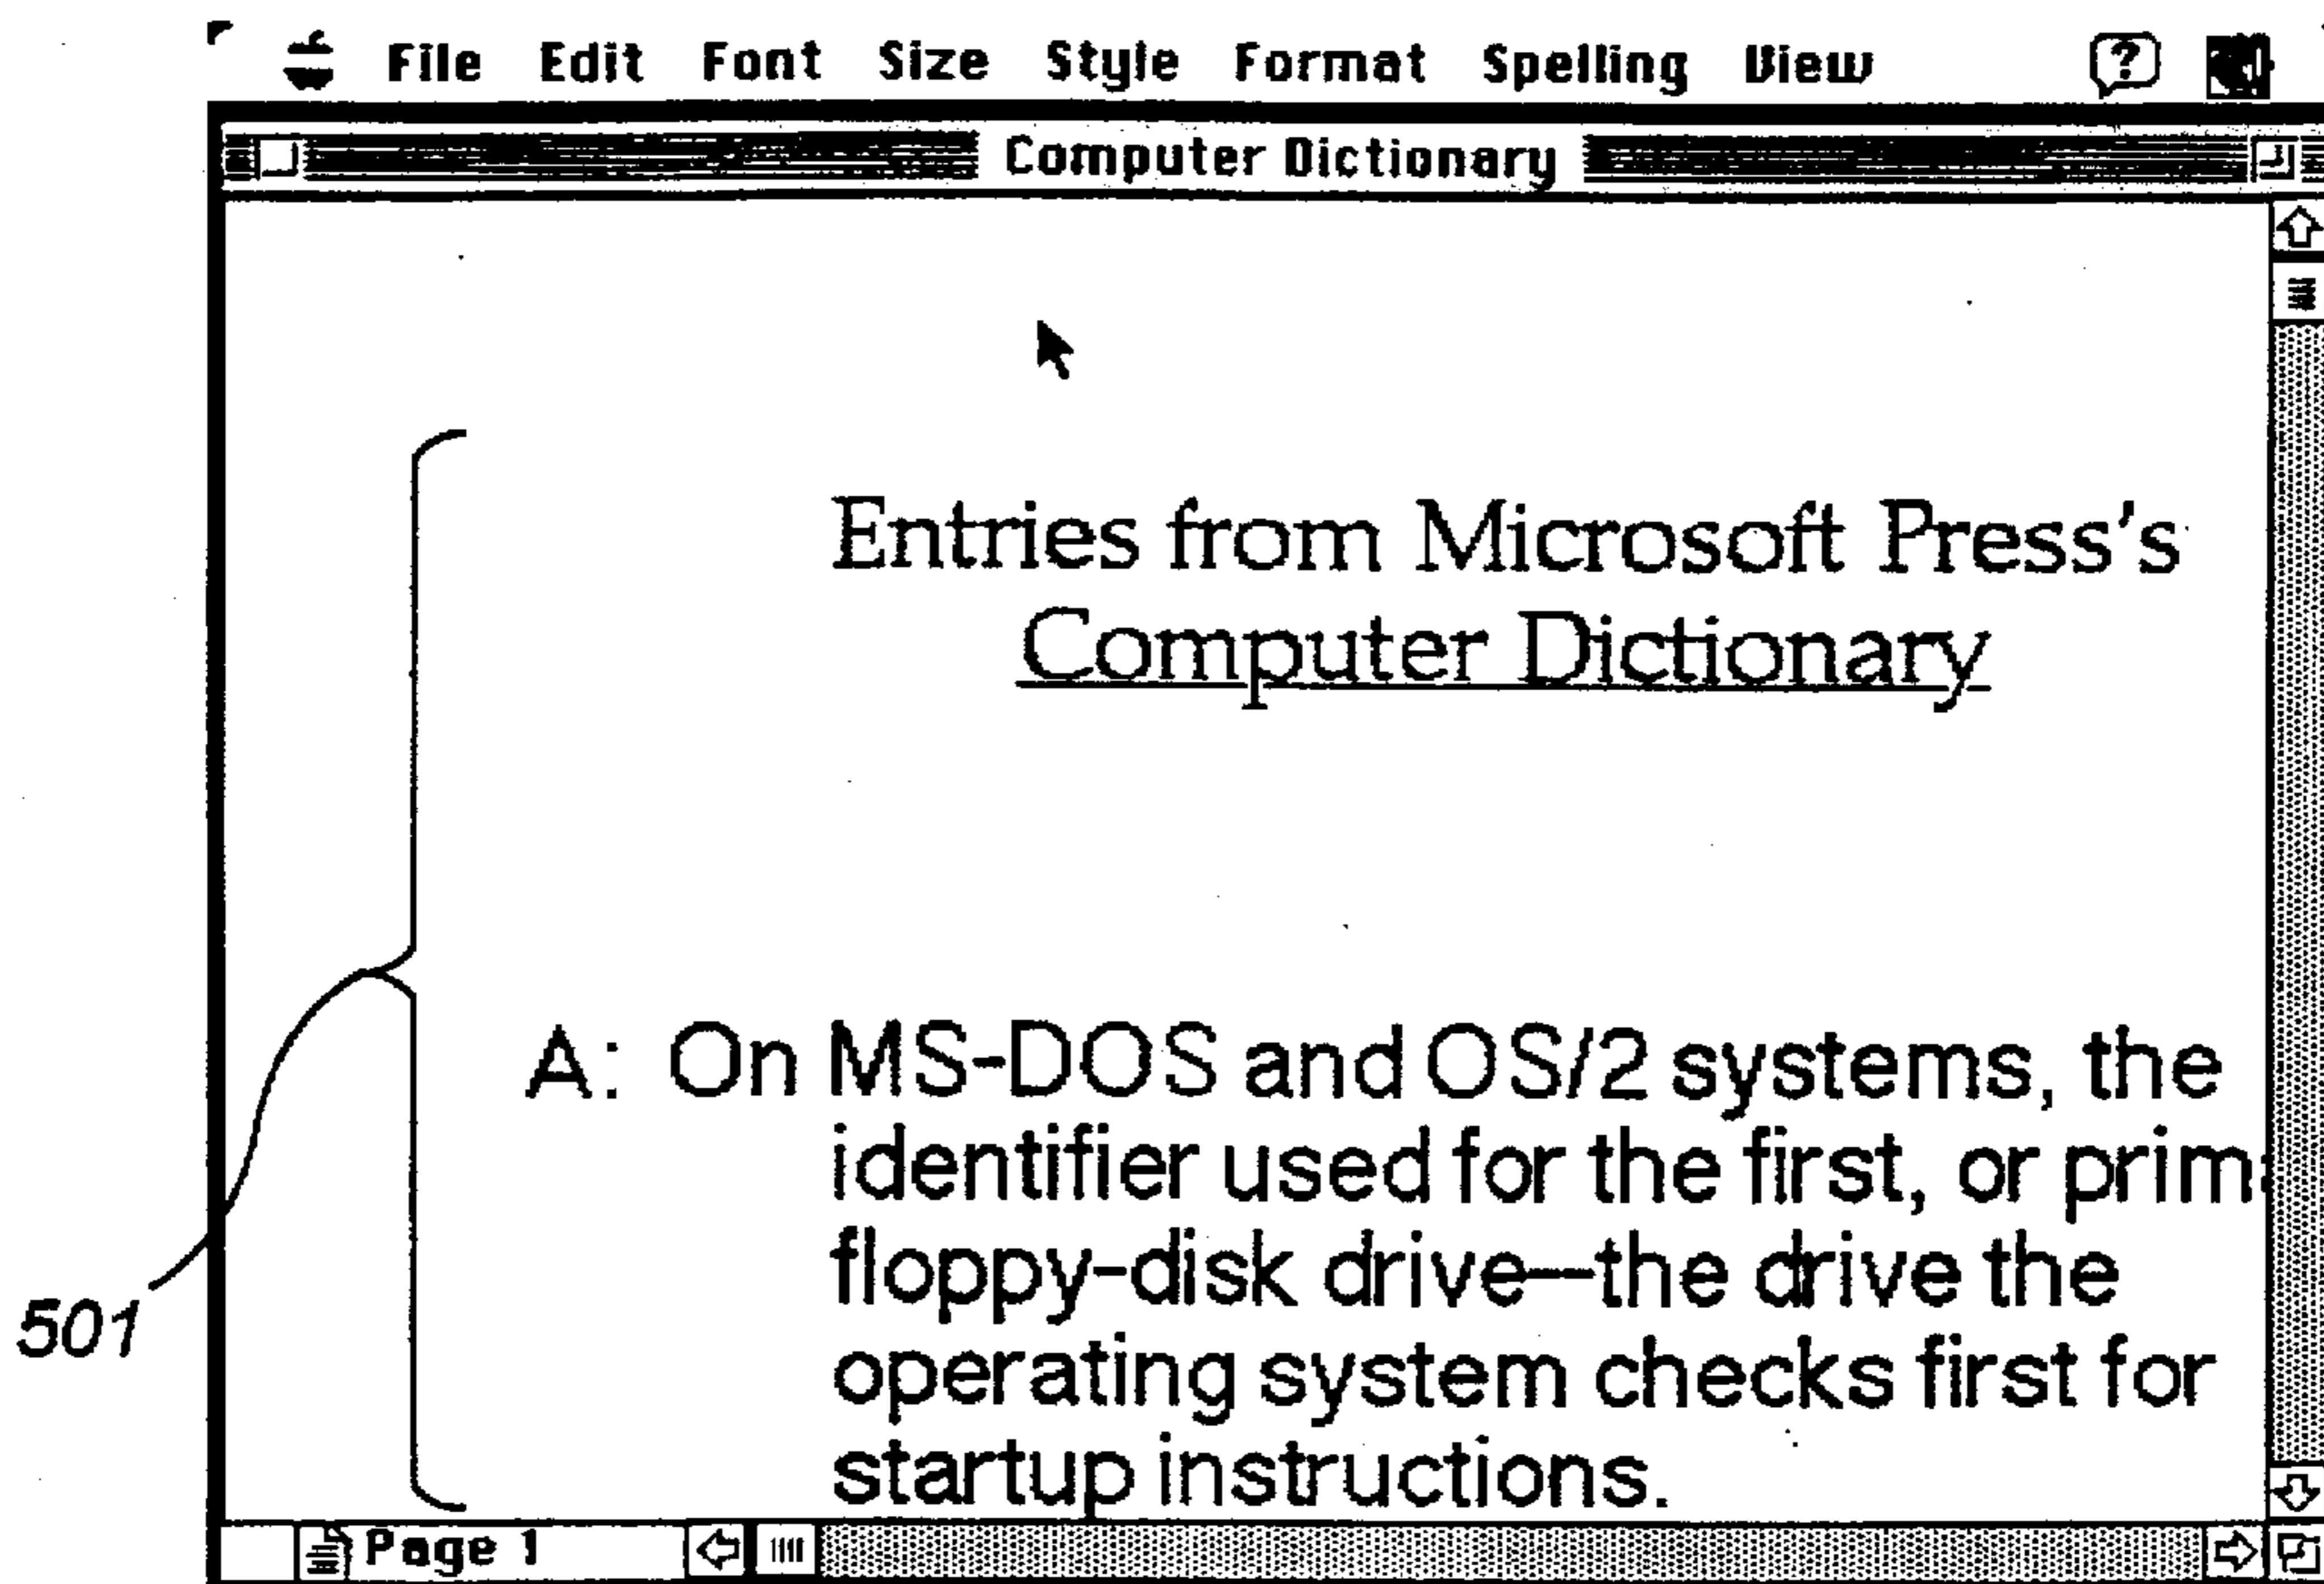 File Edit Font Size Style Format Spelling View
Computer Dictionary
Entries from Microsoft Press's
Computer Dictionary
A: On MS-DOS and OS/2 systems, the
identifier used for the first, or prim
floppy-disk drive—the drive the
operating system checks first for
startup instructions.
501
Page 1